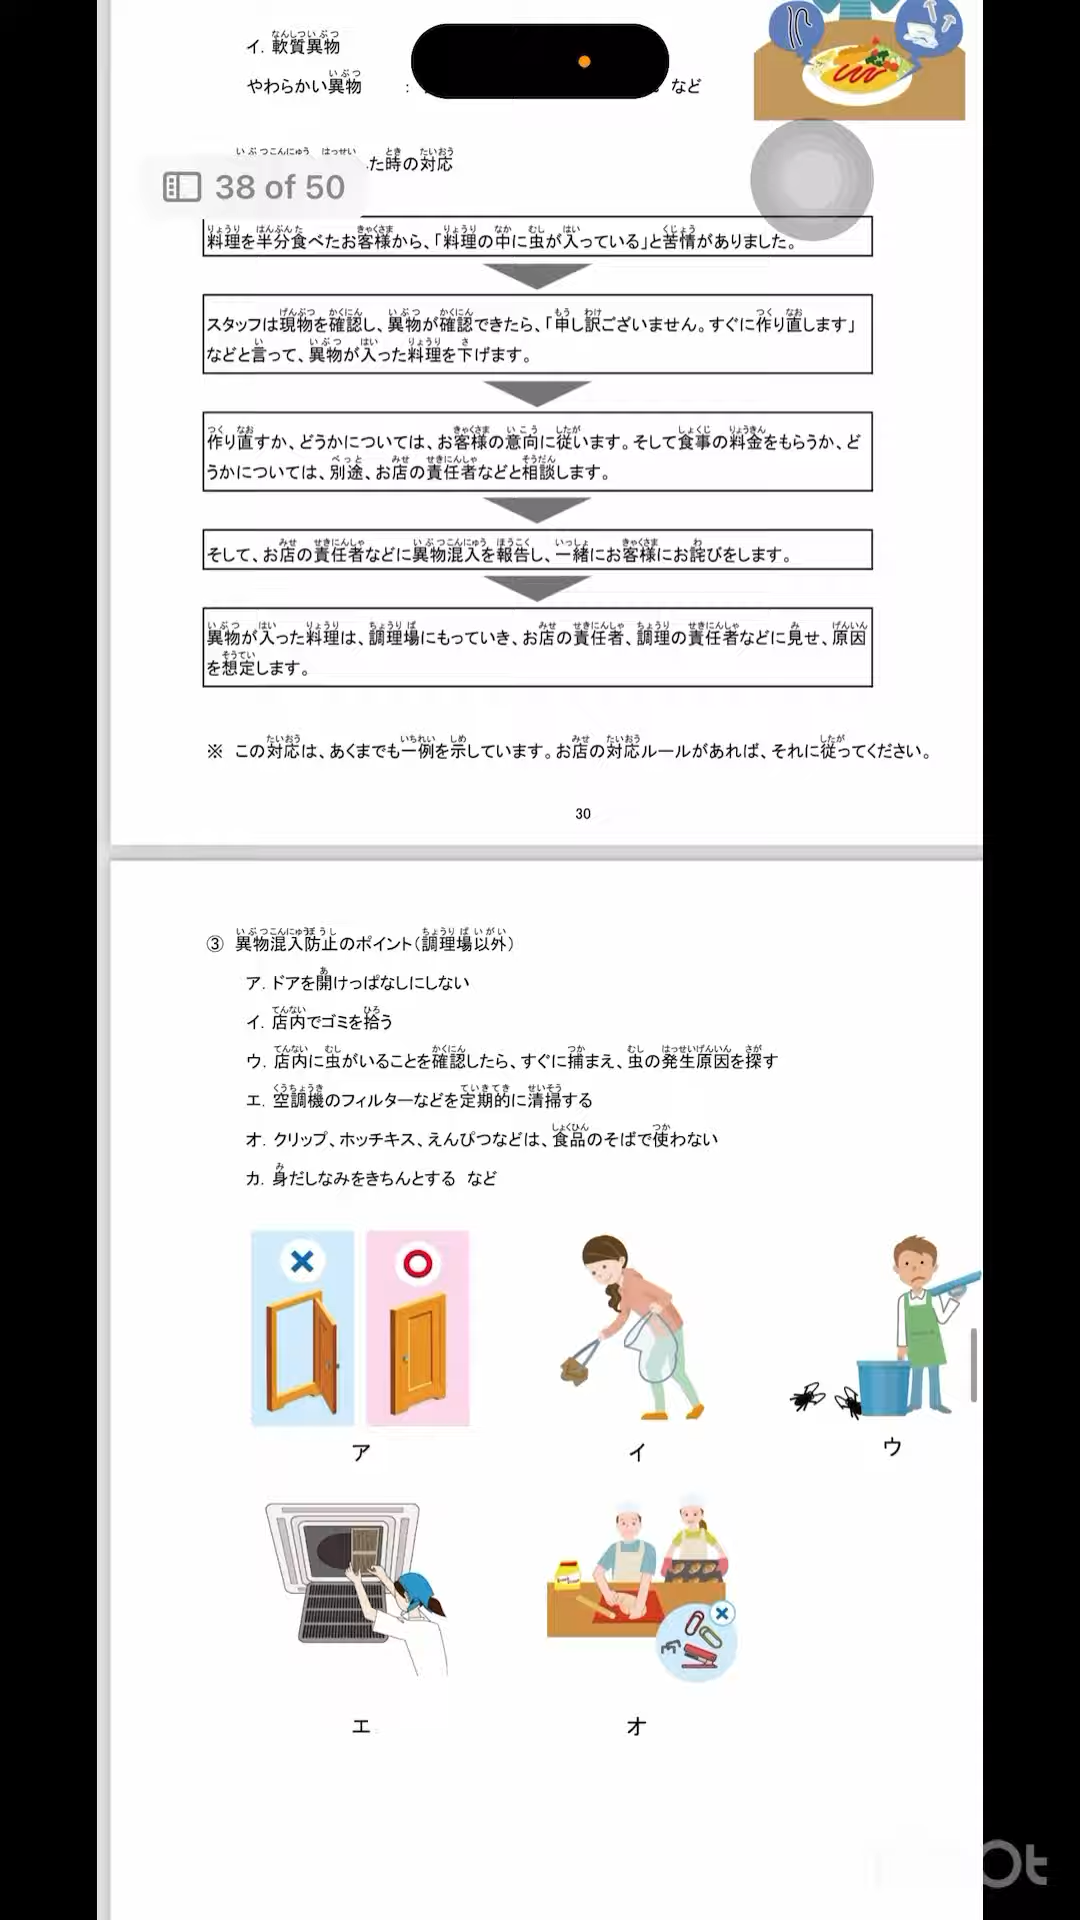 イ. 軟質異物
やわらかい異物 : など
た時の対応
38 of 50
料理を半分食べたお客様から、「料理の中に虫が入っている」と苦情がありました。
スタッフは現物を確認し、異物が確認できたら、「申し訳ございません。すぐに作り直します」
などと言って、異物が入った料理を下げます。
作り直すか、どうかについては、お客様の意向に従います。そして食事の料金をもらうか、ど
うかについては、別途、お店の責任者などと相談します。
そして、お店の責任者などに異物混入を報告し、一緒にお客様にお詫びをします。
異物が入った料理は、調理場にもっていき、お店の責任者、調理の責任者などに見せ、原因
を想定します。
※ この対応は、あくまでも一例を示しています。お店の対応ルールがあれば、それに従ってください。
30
③ 異物混入防止のポイント（調理場以外）
ア. ドアを開けっぱなしにしない
イ. 店内でゴミを拾う
ウ. 店内に虫がいることを確認したら、すぐに捕まえ、虫の発生原因を探す
エ. 空調機のフィルターなどを定期的に清掃する
オ. クリップ、ホッチキス、えんぴつなどは、食品のそばで使わない
カ. 身だしなみをきちんとする など
ア
イ
ウ
エ
オ